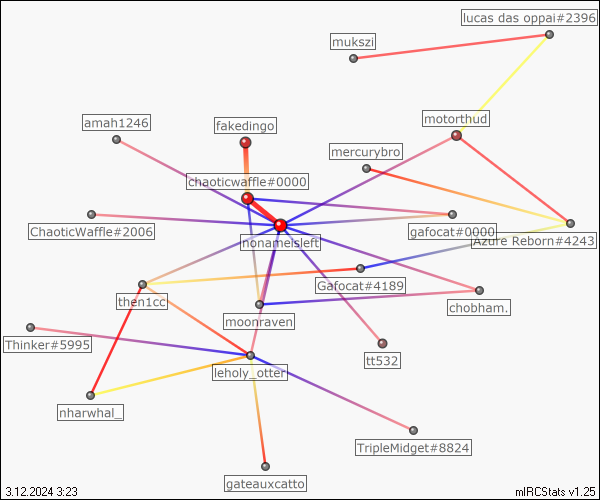 lucas das oppai#2396
mukszi
amah1246
motorthud
fakedingo
mercurybro
chaoticwaffle#0000
ChaoticWaffle#2006
gafocat#0000
Azure Reborn#4243
nonameisleft
Gafocat#4189
then1cc
chobham.
moonraven
Thinker#5995
tt532
leholy_otter
nharwhal_
TripleMidget#8824
gateauxcatto
3.12.2024 3:23
mIRCStats v1.25